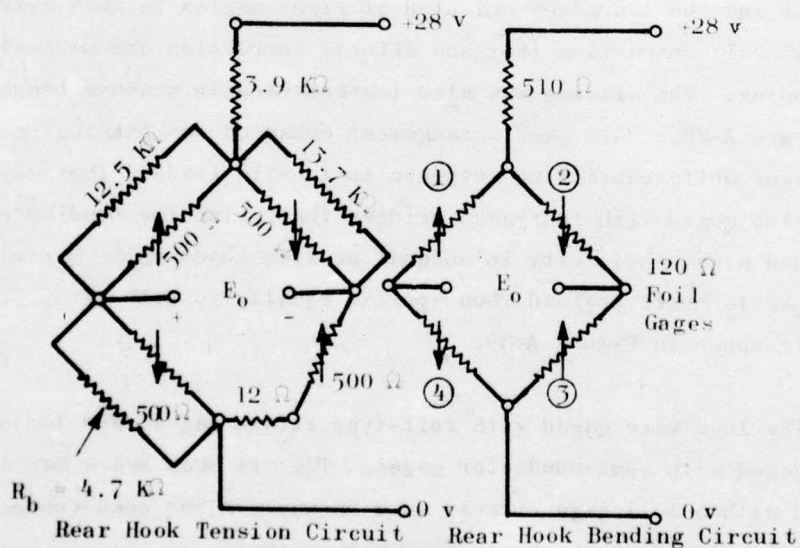 +28 v
+28 v
3.9 KΩ
510 Ω
12.5 KΩ
15 KΩ
500 Ω
500
① ②
120 Ω
Foil
Gages
E₀
E₀
+ −
④ ③
500 Ω
12 Ω
500 Ω
R_b = 4.7 KΩ
0
0 v
Rear Hook Tension Circuit
Rear Hook Bending Circuit